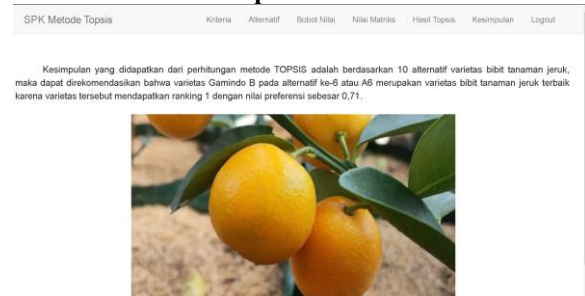 SPK Metode Topsis Kriteria Alternatif Bobot Nilai Nilai Matriks Hasil Topsis Kesimpulan Logout
Kesimpulan yang didapatkan dari perhitungan metode TOPSIS adalah berdasarkan 10 alternatif varietas bibit tanaman jeruk,
maka dapat direkomendasikan bahwa varietas Gamindo B pada alternatif ke-6 atau A6 merupakan varietas bibit tanaman jeruk terbaik
karena varietas tersebut mendapatkan ranking 1 dengan nilai preferensi sebesar 0,71.